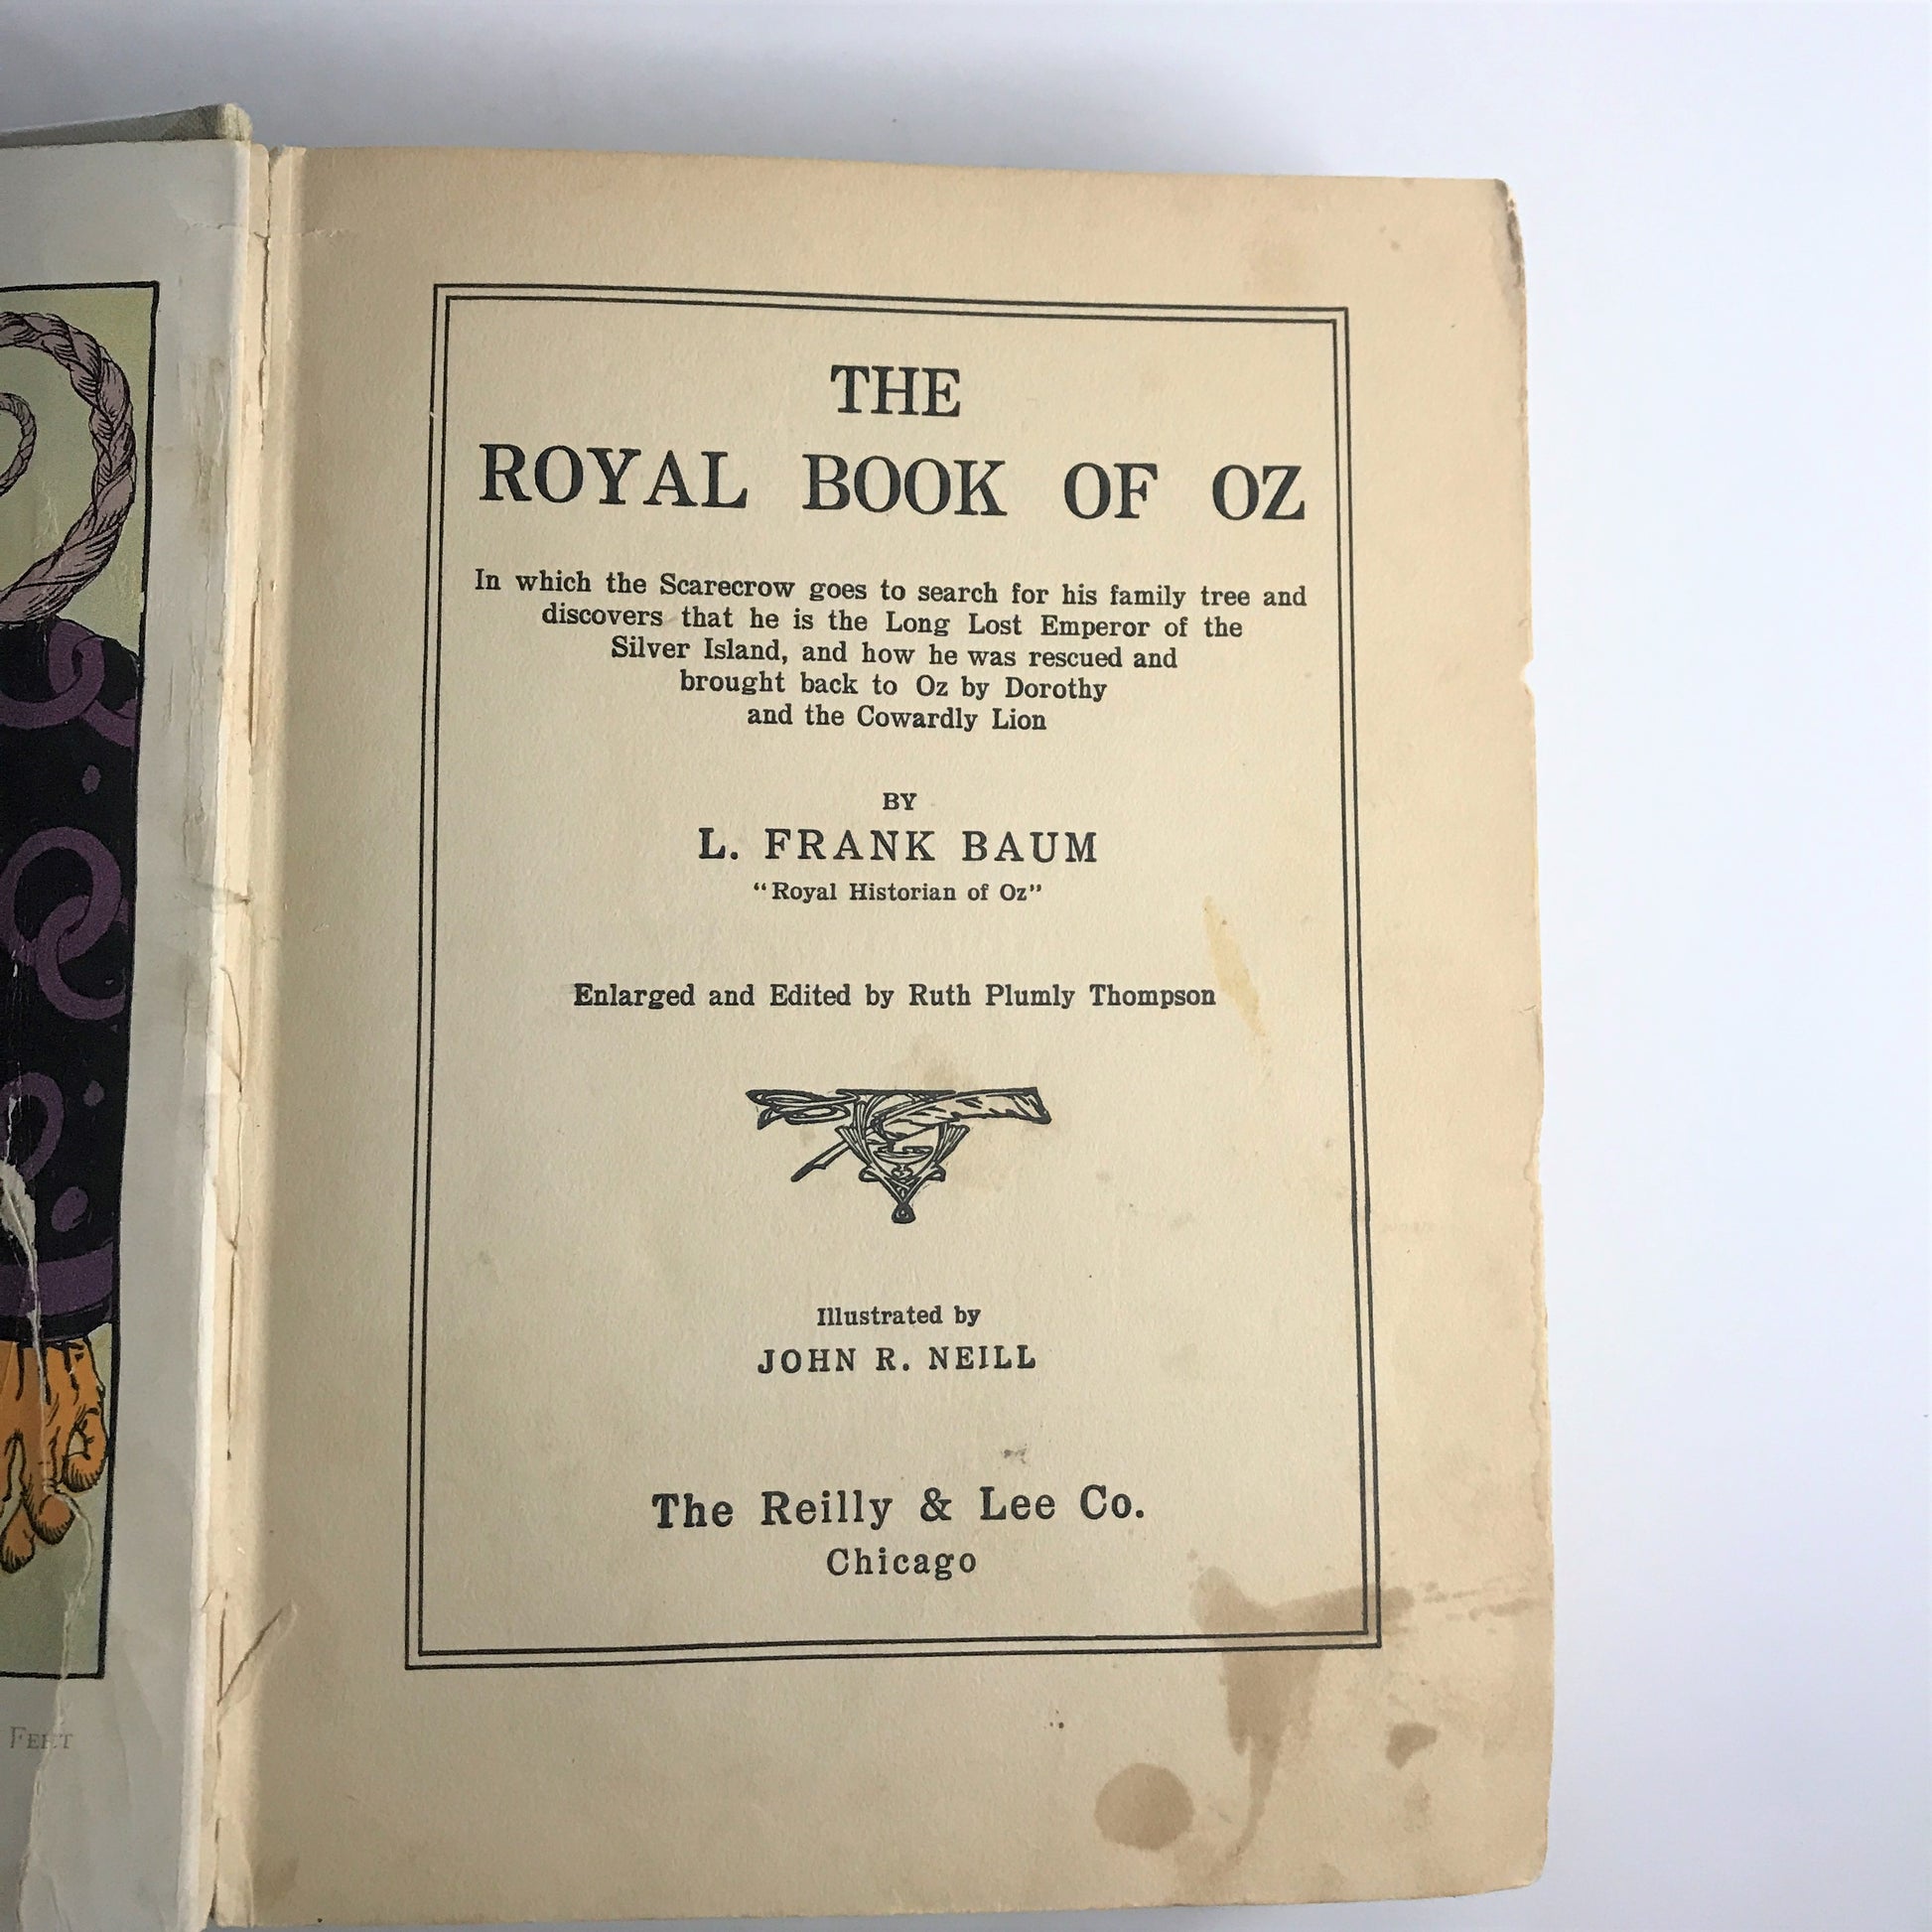 THE
ROYAL BOOK OF OZ
In which the Scarecrow goes to search for his family tree and
discovers that he is the Long Lost Emperor of the
Silver Island, and how he was rescued and
brought back to Oz by Dorothy
and the Cowardly Lion
BY
L. FRANK BAUM
"Royal Historian of Oz"
Enlarged and Edited by Ruth Plumly Thompson
Illustrated by
JOHN R. NEILL
The Reilly & Lee Co.
Chicago